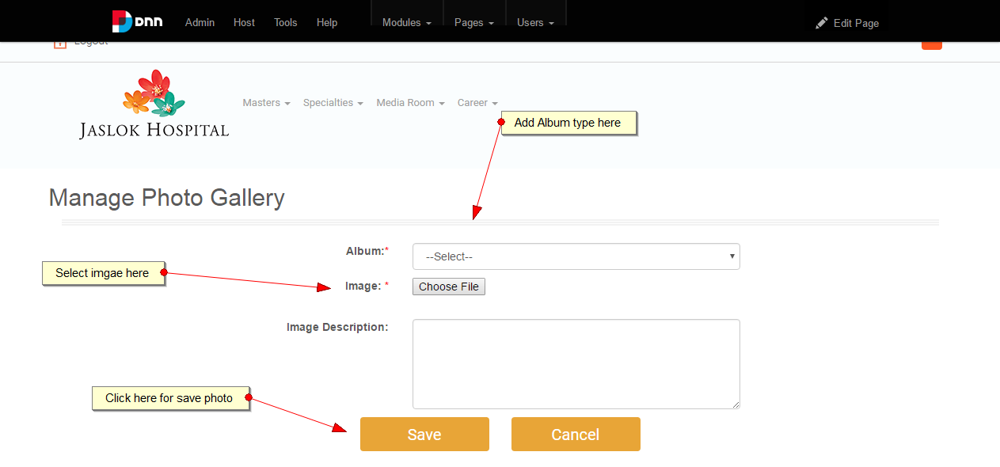 DNN Admin Host Tools Help Modules Pages Users Edit Page
Logout
JASLOK HOSPITAL
Masters Specialties Media Room Career
Add Album type here
Manage Photo Gallery
Album:* --Select--
Select imgae here
Image: * Choose File
Image Description:
Click here for save photo
Save Cancel